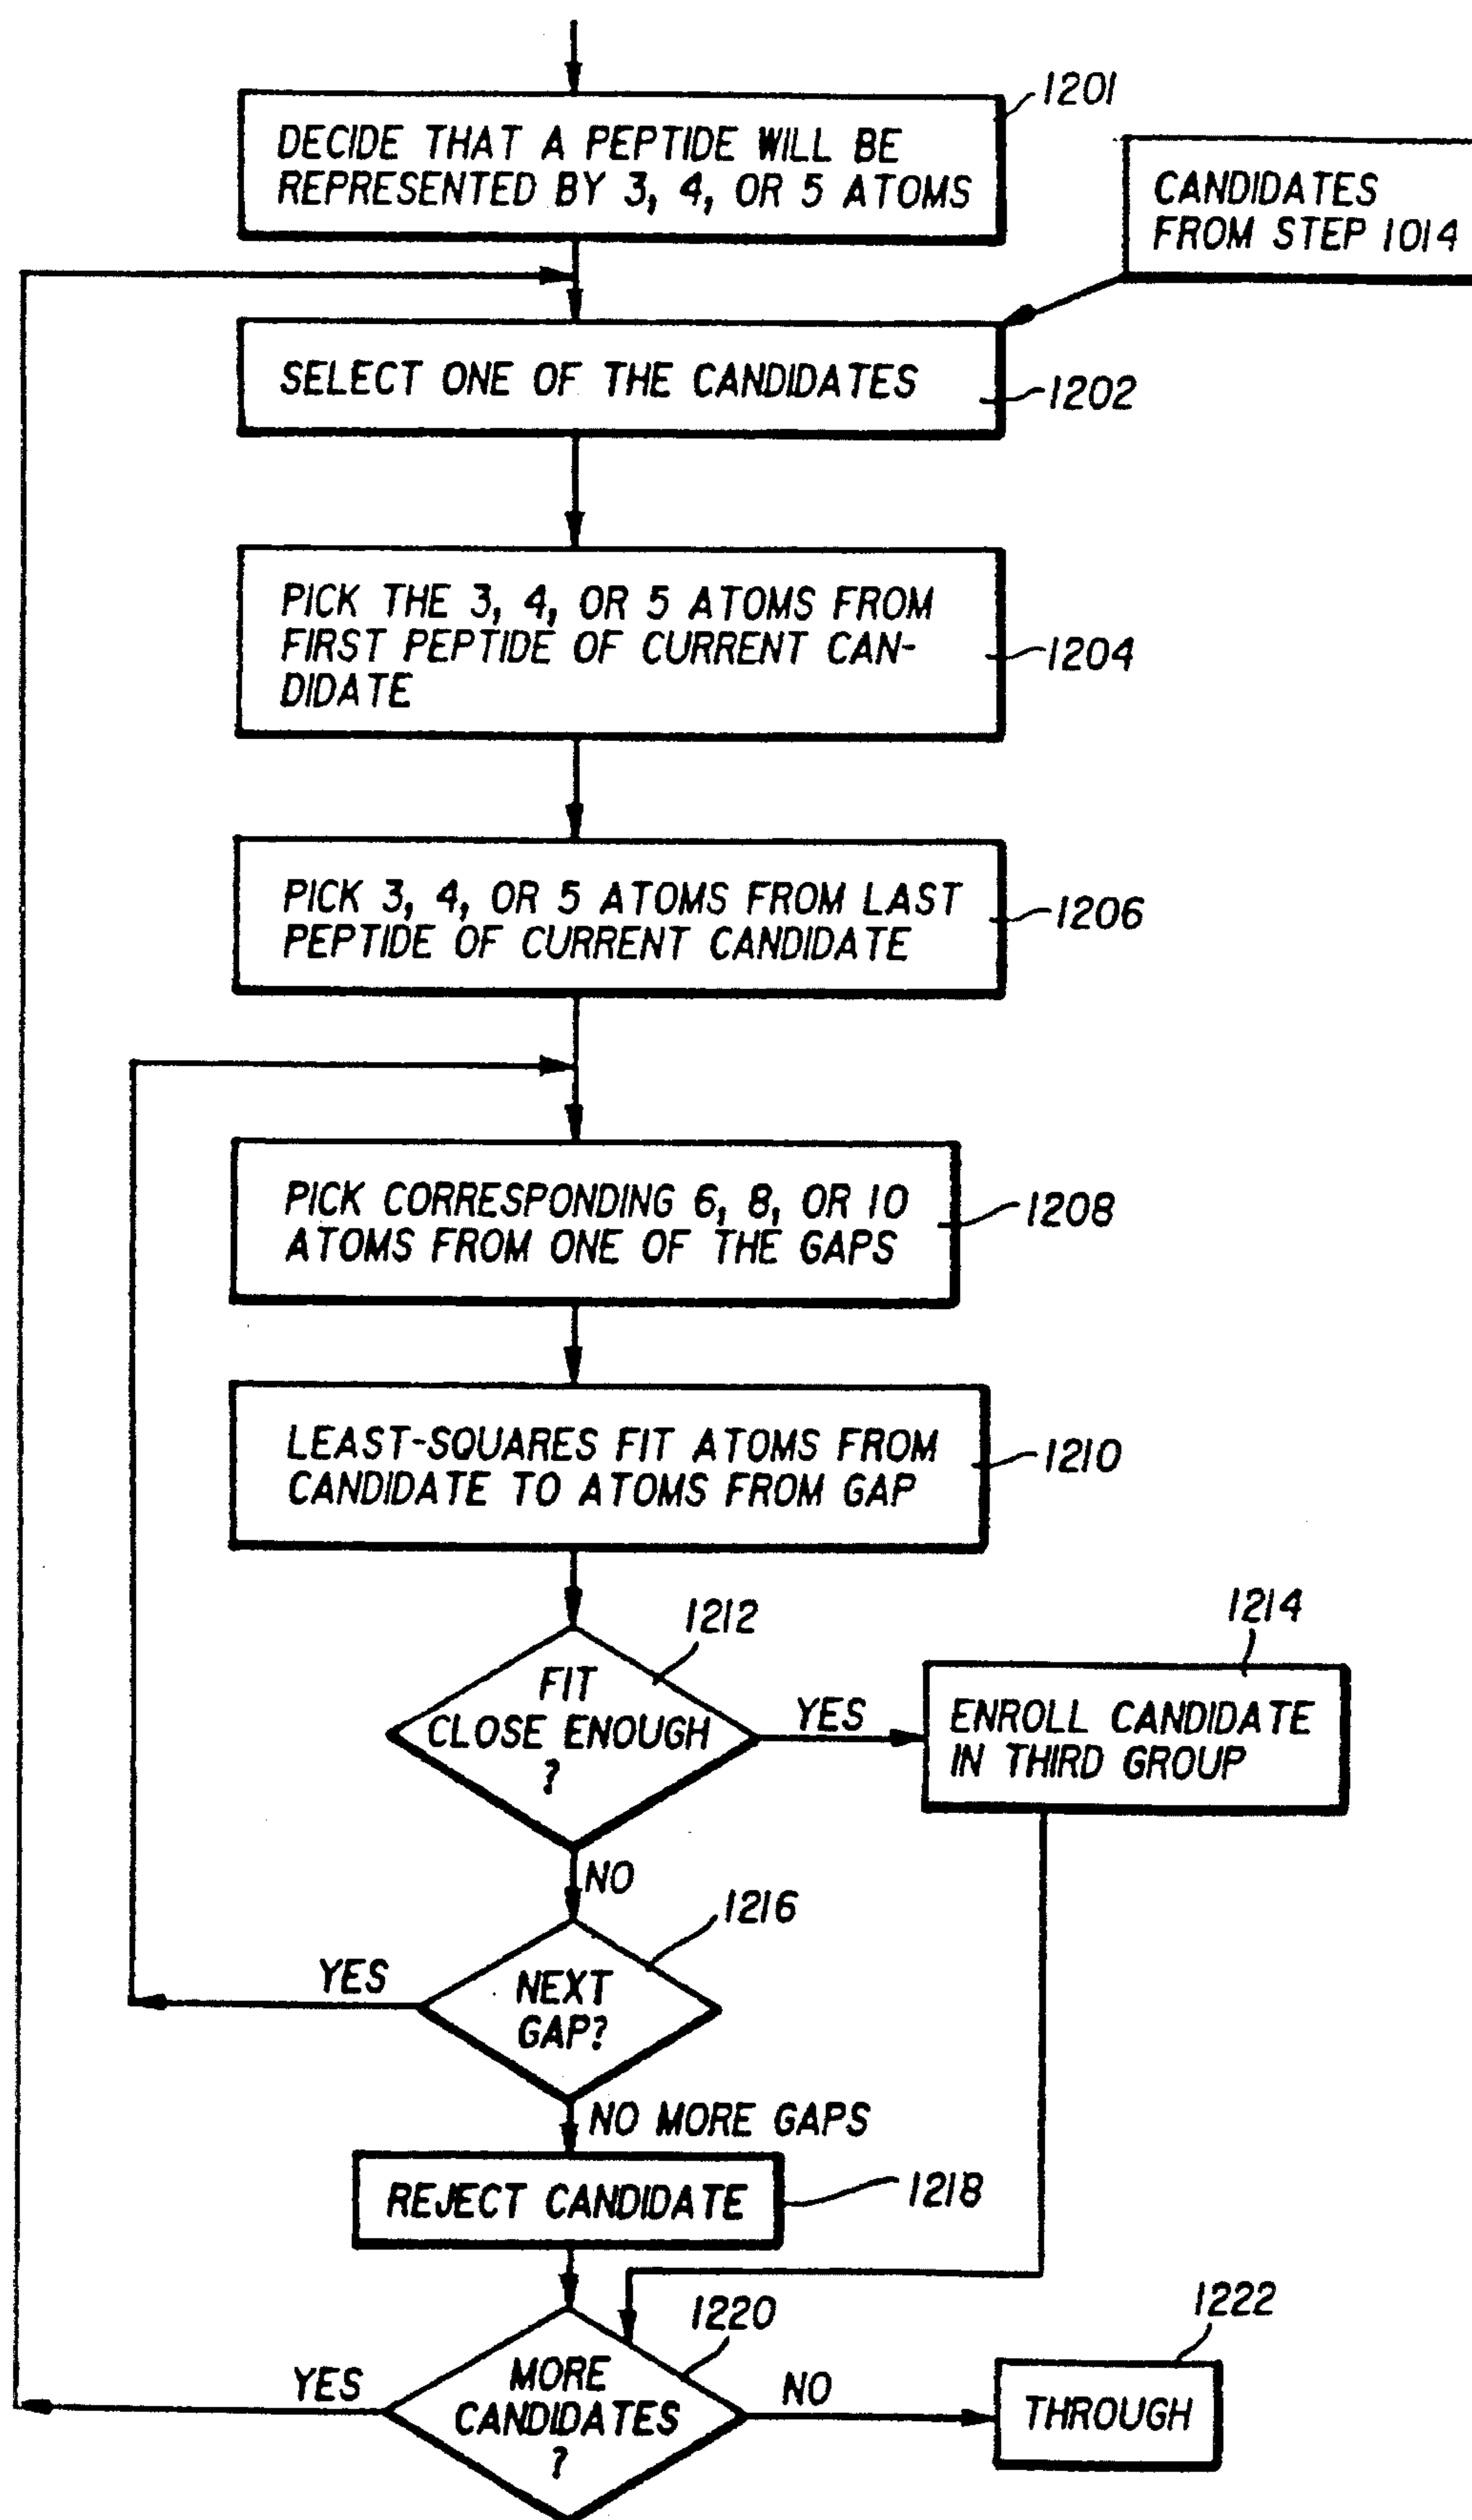 1201
DECIDE THAT A PEPTIDE WILL BE
REPRESENTED BY 3, 4, OR 5 ATOMS
CANDIDATES
FROM STEP 1014
SELECT ONE OF THE CANDIDATES
1202
PICK THE 3, 4, OR 5 ATOMS FROM
FIRST PEPTIDE OF CURRENT CAN-
DIDATE
1204
PICK 3, 4, OR 5 ATOMS FROM LAST
PEPTIDE OF CURRENT CANDIDATE
1206
PICK CORRESPONDING 6, 8, OR 10
ATOMS FROM ONE OF THE GAPS
1208
LEAST-SQUARES FIT ATOMS FROM
CANDIDATE TO ATOMS FROM GAP
1210
1212
FIT
CLOSE ENOUGH
?
YES
1214
ENROLL CANDIDATE
IN THIRD GROUP
NO
1216
NEXT
GAP?
YES
NO MORE GAPS
REJECT CANDIDATE
1218
1220
MORE
CANDIDATES
?
YES
NO
1222
THROUGH